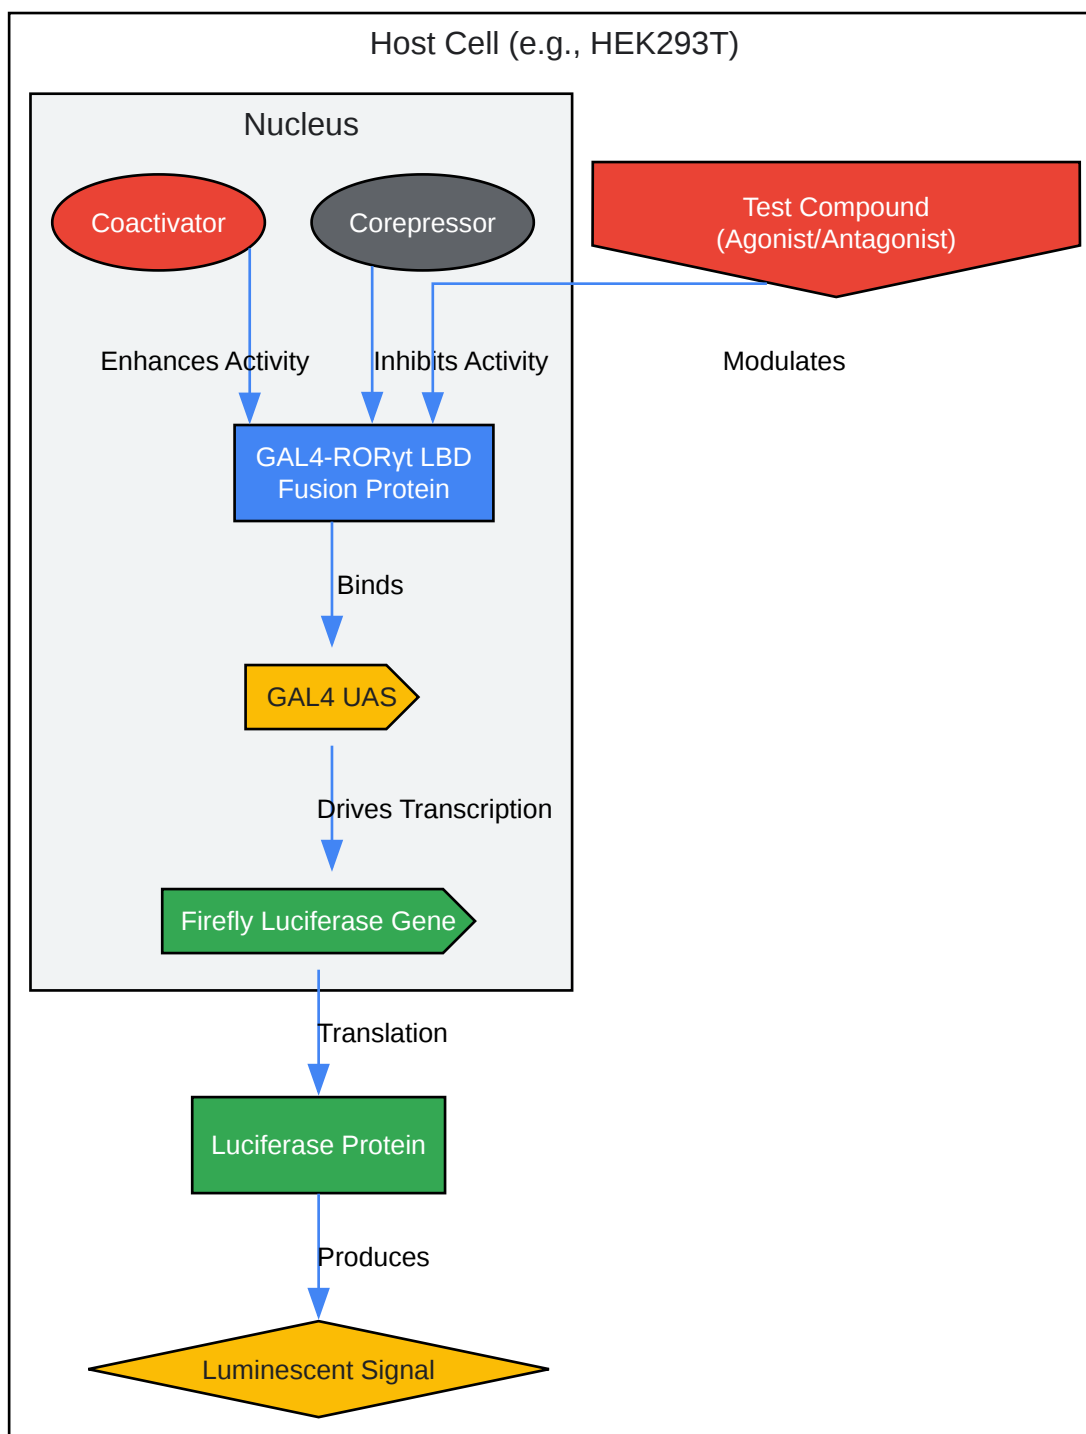 Host Cell (e.g., HEK293T)
Nucleus
Coactivator
Corepressor
Test Compound
(Agonist/Antagonist)
Enhances Activity
Inhibits Activity
Modulates
GAL4-RORγt LBD
Fusion Protein
Binds
GAL4 UAS
Drives Transcription
Firefly Luciferase Gene
Translation
Luciferase Protein
Produces
Luminescent Signal